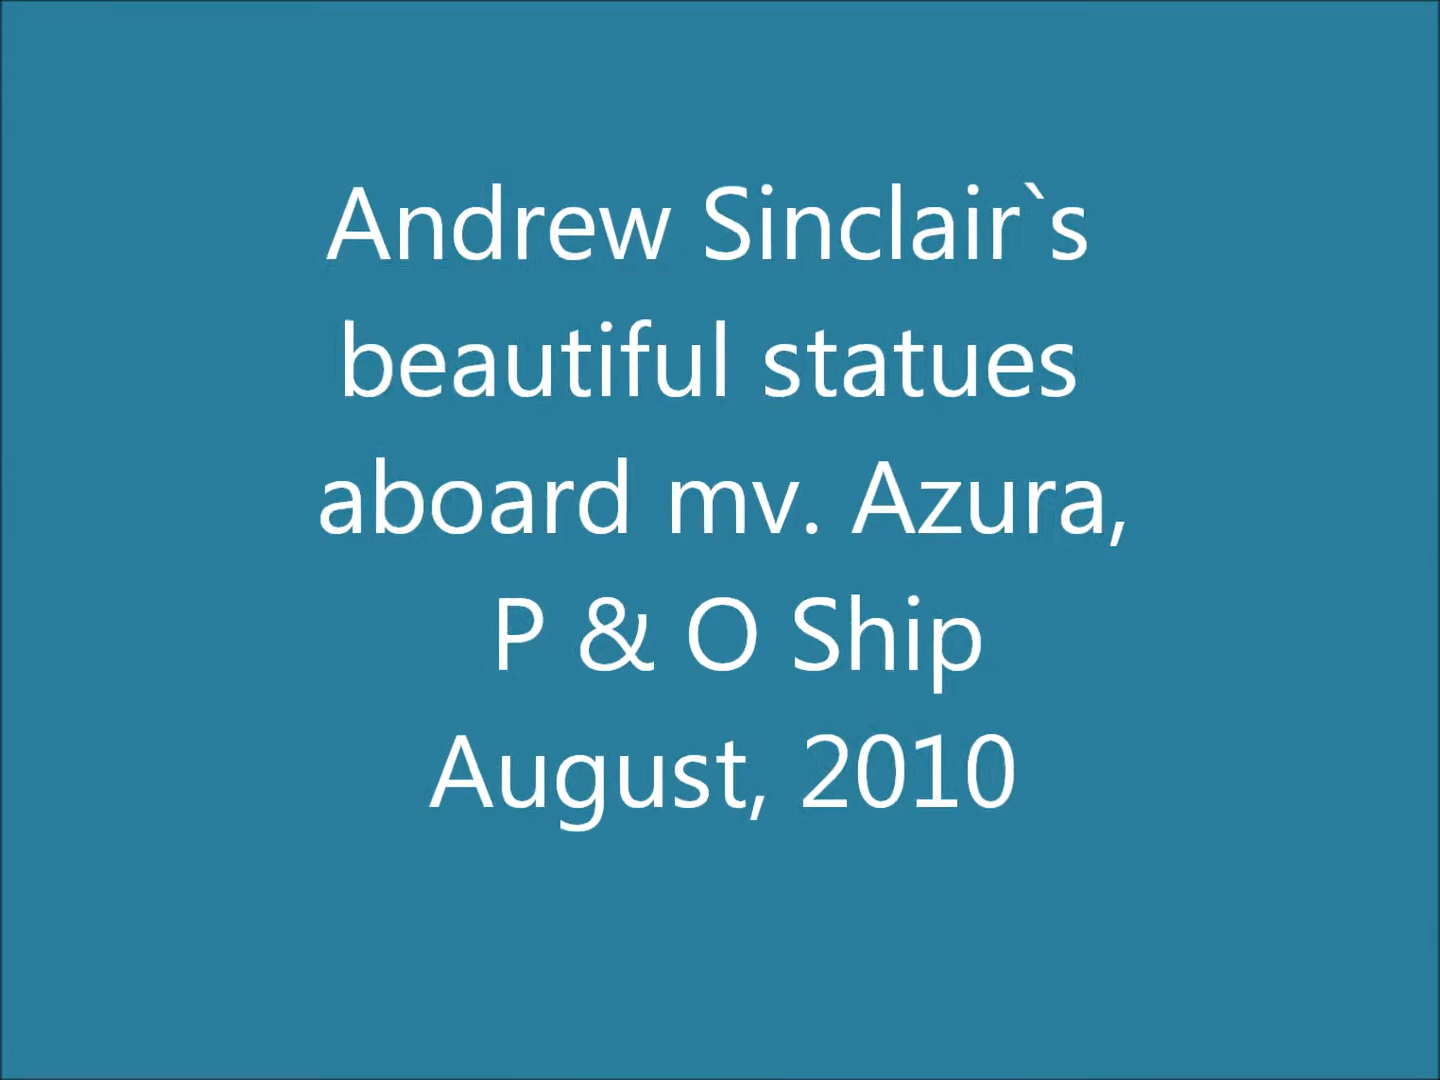 Andrew Sinclair`s
beautiful statues
aboard mv. Azura,
P & O Ship
August, 2010